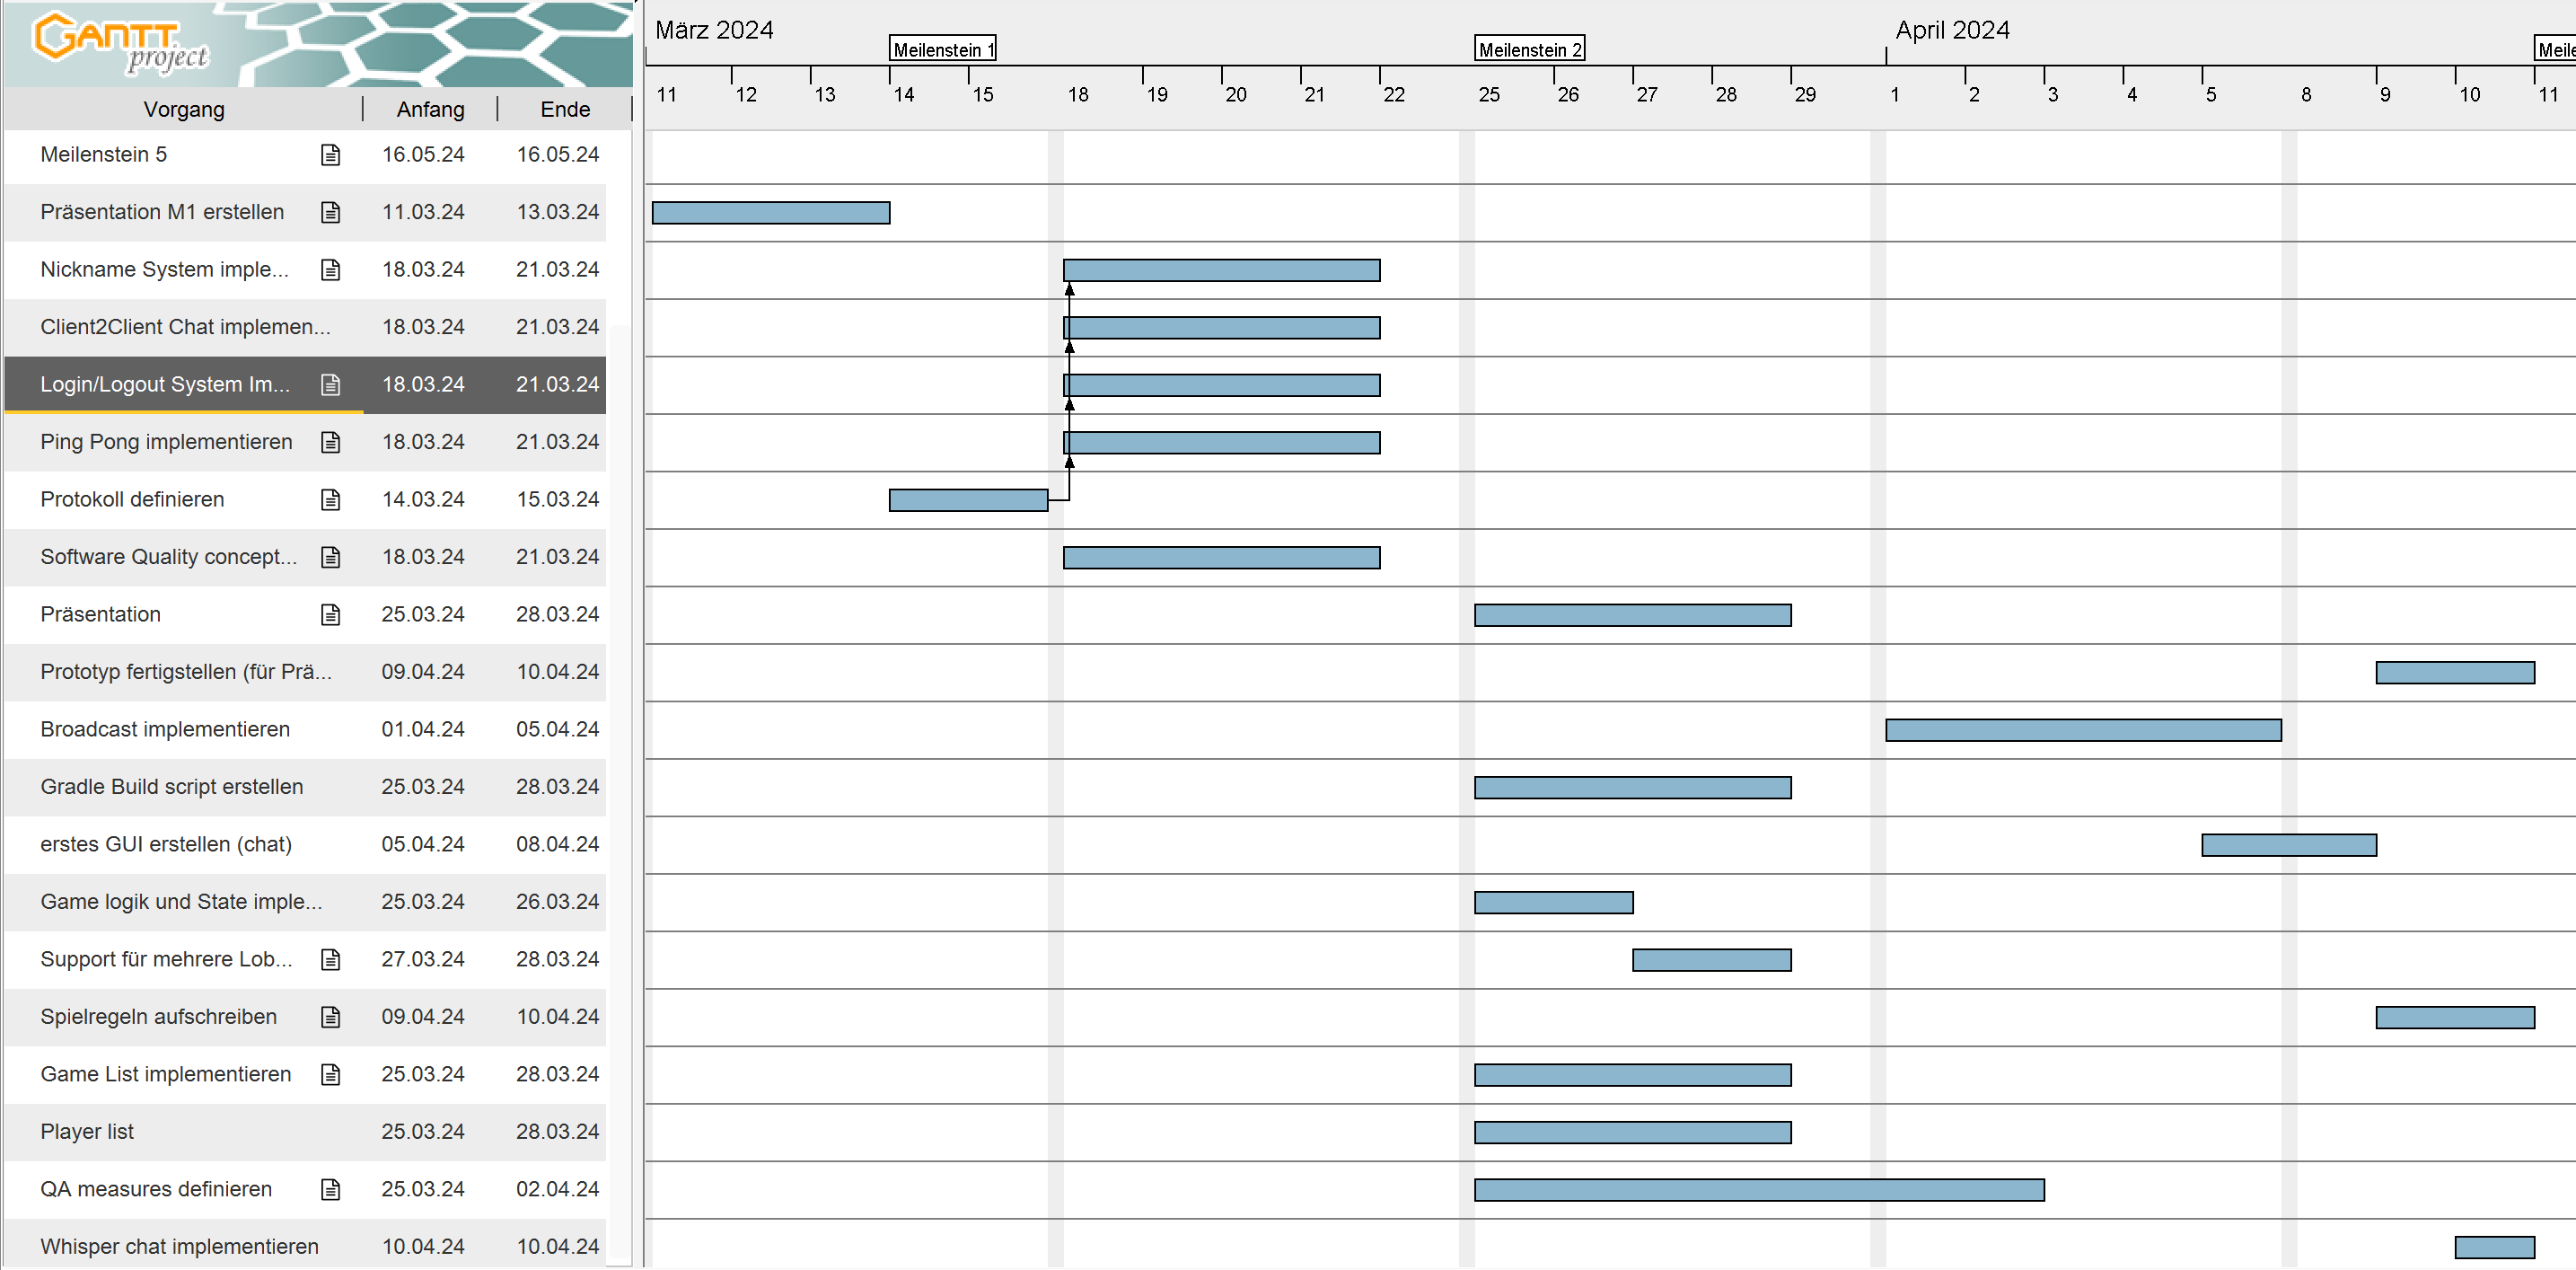 GANTT
project
März 2024
April 2024
Meilenstein 1
Meilenstein 2
Meile
11 12 13 14 15 18 19 20 21 22 25 26 27 28 29 1 2 3 4 5 8 9 10 11
Vorgang Anfang Ende
Meilenstein 5 16.05.24 16.05.24
Präsentation M1 erstellen 11.03.24 13.03.24
Nickname System imple... 18.03.24 21.03.24
Client2Client Chat implemen... 18.03.24 21.03.24
Login/Logout System Im... 18.03.24 21.03.24
Ping Pong implementieren 18.03.24 21.03.24
Protokoll definieren 14.03.24 15.03.24
Software Quality concept... 18.03.24 21.03.24
Präsentation 25.03.24 28.03.24
Prototyp fertigstellen (für Prä... 09.04.24 10.04.24
Broadcast implementieren 01.04.24 05.04.24
Gradle Build script erstellen 25.03.24 28.03.24
erstes GUI erstellen (chat) 05.04.24 08.04.24
Game logik und State imple... 25.03.24 26.03.24
Support für mehrere Lob... 27.03.24 28.03.24
Spielregeln aufschreiben 09.04.24 10.04.24
Game List implementieren 25.03.24 28.03.24
Player list 25.03.24 28.03.24
QA measures definieren 25.03.24 02.04.24
Whisper chat implementieren 10.04.24 10.04.24